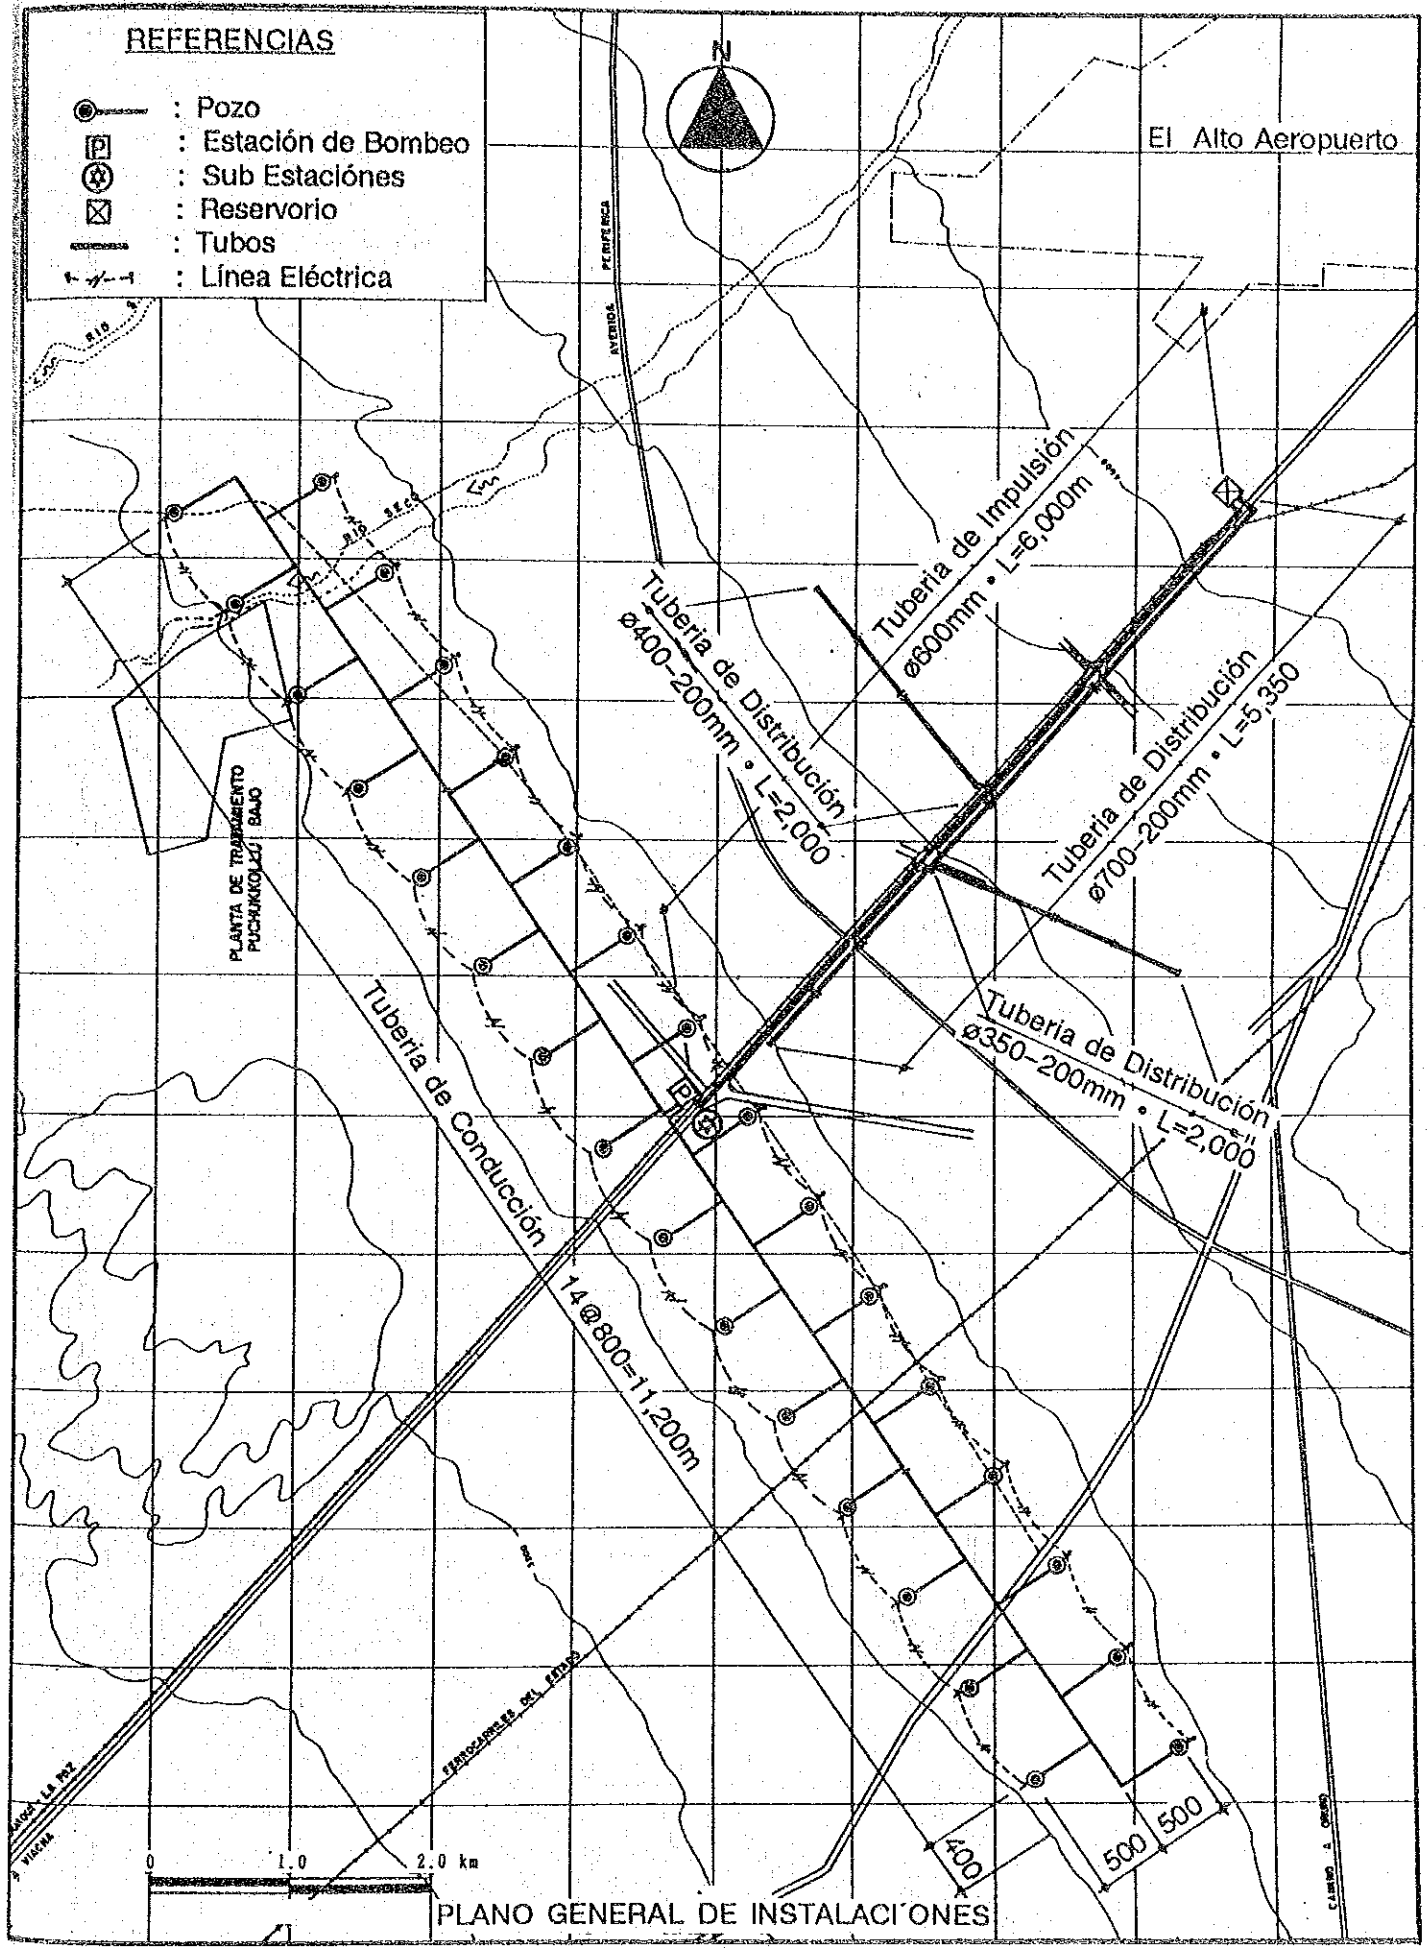 REFERENCIAS
: Pozo
P : Estación de Bombeo
: Sub Estaciónes
: Reservorio
: Tubos
: Línea Eléctrica
N
El Alto Aeropuerto
AVENIDA PERIFERICA
RIO
RIO SECO
Tuberia de Impulsión
ø600mm • L=6,000m
Tuberia de Distribución
ø400-200mm • L=2,000
Tuberia de Distribución
ø700-200mm • L=5,350
PLANTA DE TRATAMIENTO
PUCHUKKOLLU BAJO
Tuberia de Distribución
ø350-200mm • L=2,000
P
Tuberia de Conducción
14@800=11,200m
FERROCARRILES DEL ESTADO
LA PAZ
VIACHA
CAMINO A ORURO
400
500
500
0 1.0 2.0 km
PLANO GENERAL DE INSTALACIONES